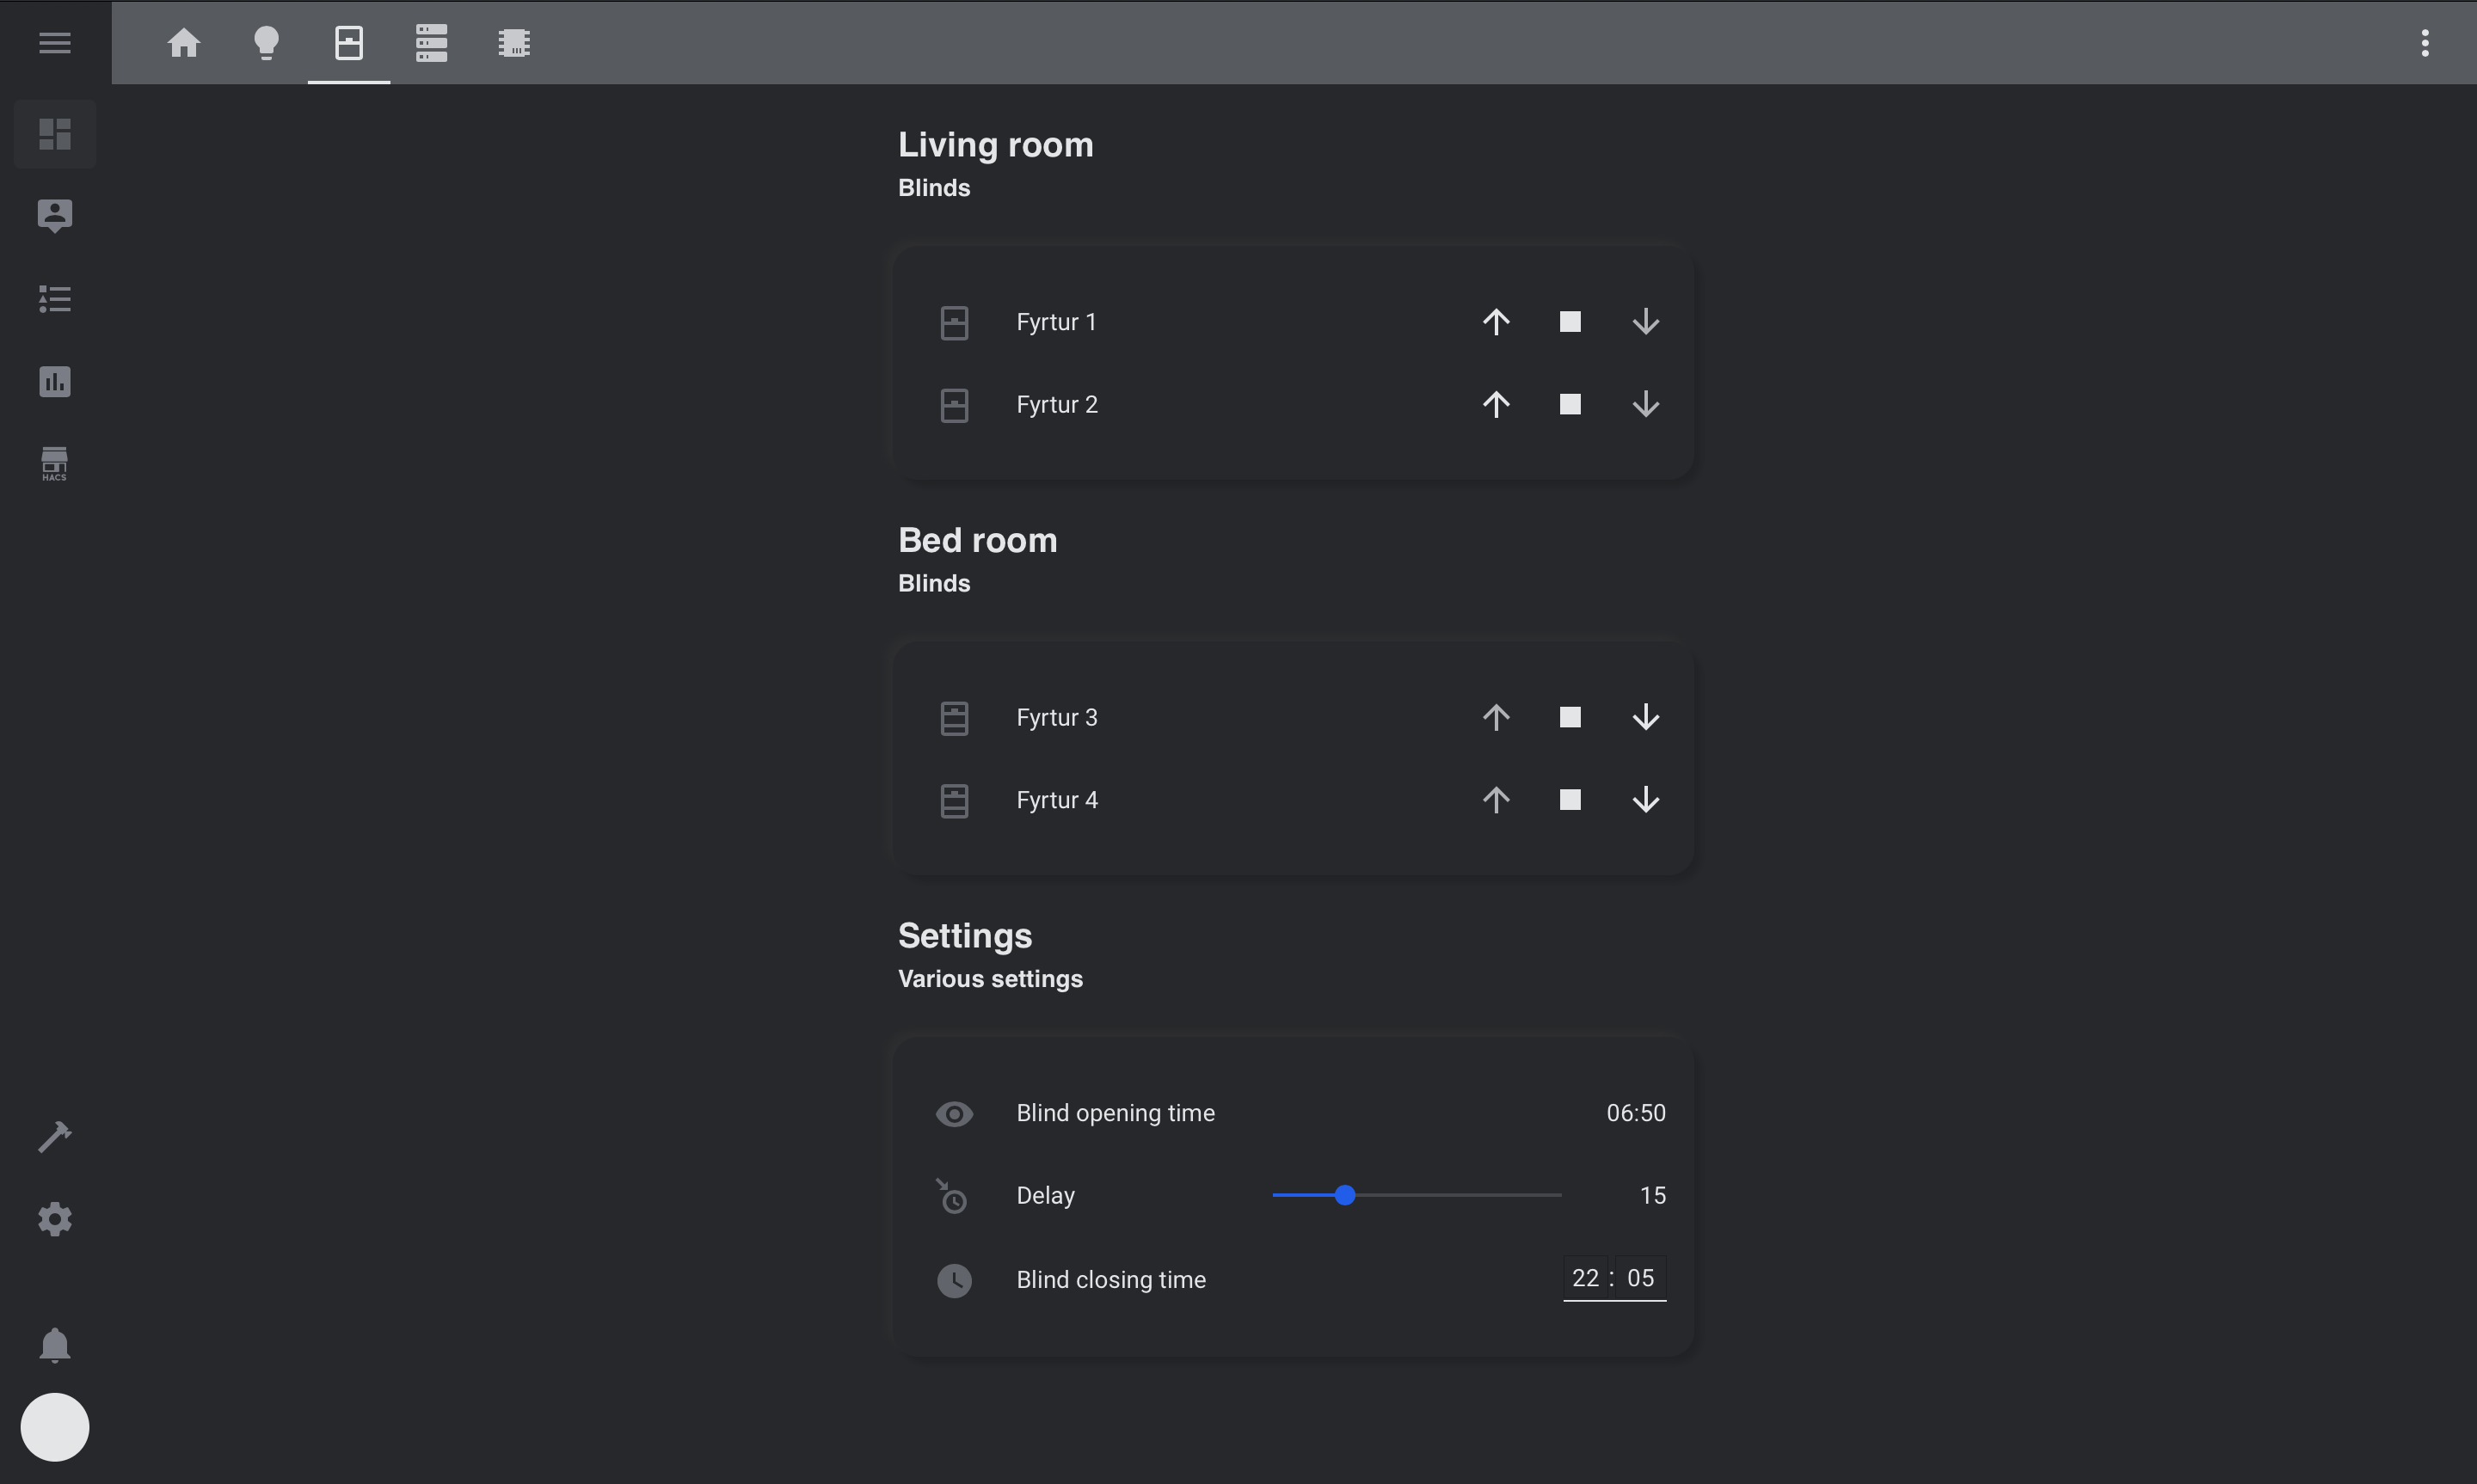 Living room
Blinds
Fyrtur 1
Fyrtur 2
HACS
Bed room
Blinds
Fyrtur 3
Fyrtur 4
Settings
Various settings
Blind opening time 06:50
Delay 15
Blind closing time 22 : 05